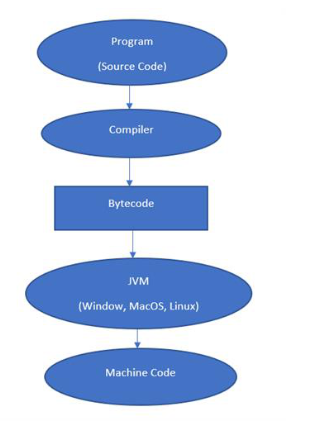 Program
(Source Code)
Compiler
Bytecode
JVM
(Window, MacOS, Linux)
Machine Code